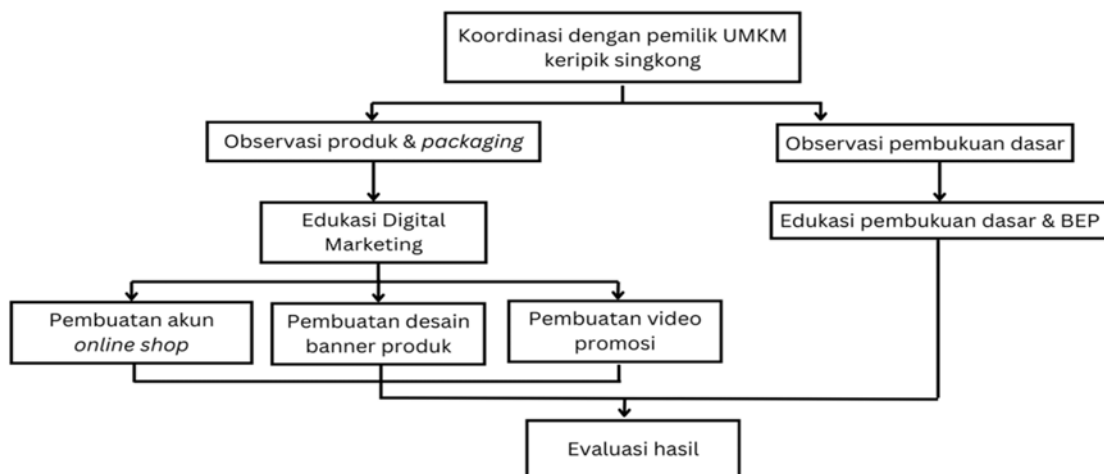 Koordinasi dengan pemilik UMKM
keripik singkong
Observasi produk & packaging
Observasi pembukuan dasar
Edukasi Digital
Marketing
Edukasi pembukuan dasar & BEP
Pembuatan akun
online shop
Pembuatan desain
banner produk
Pembuatan video
promosi
Evaluasi hasil